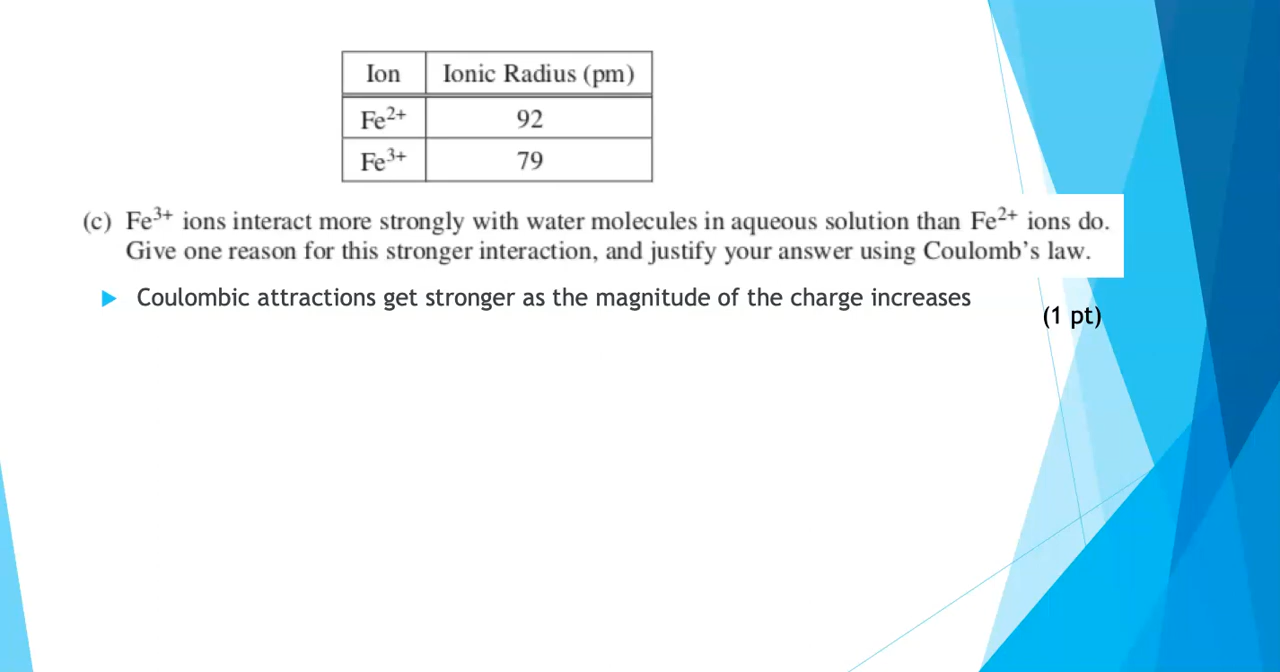 Ion Ionic Radius (pm)
Fe²⁺ 92
Fe³⁺ 79
(c) Fe³⁺ ions interact more strongly with water molecules in aqueous solution than Fe²⁺ ions do.
Give one reason for this stronger interaction, and justify your answer using Coulomb's law.
Coulombic attractions get stronger as the magnitude of the charge increases
(1 pt)